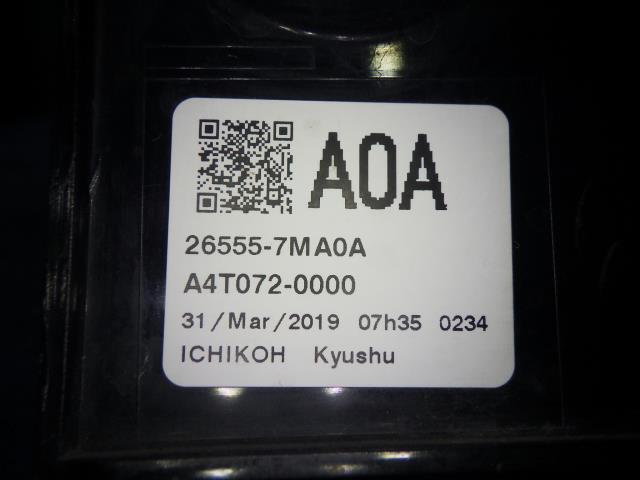 A0A
26555-7MA0A
A4T072-0000
31/Mar/2019 07h35 0234
ICHIKOH Kyushu